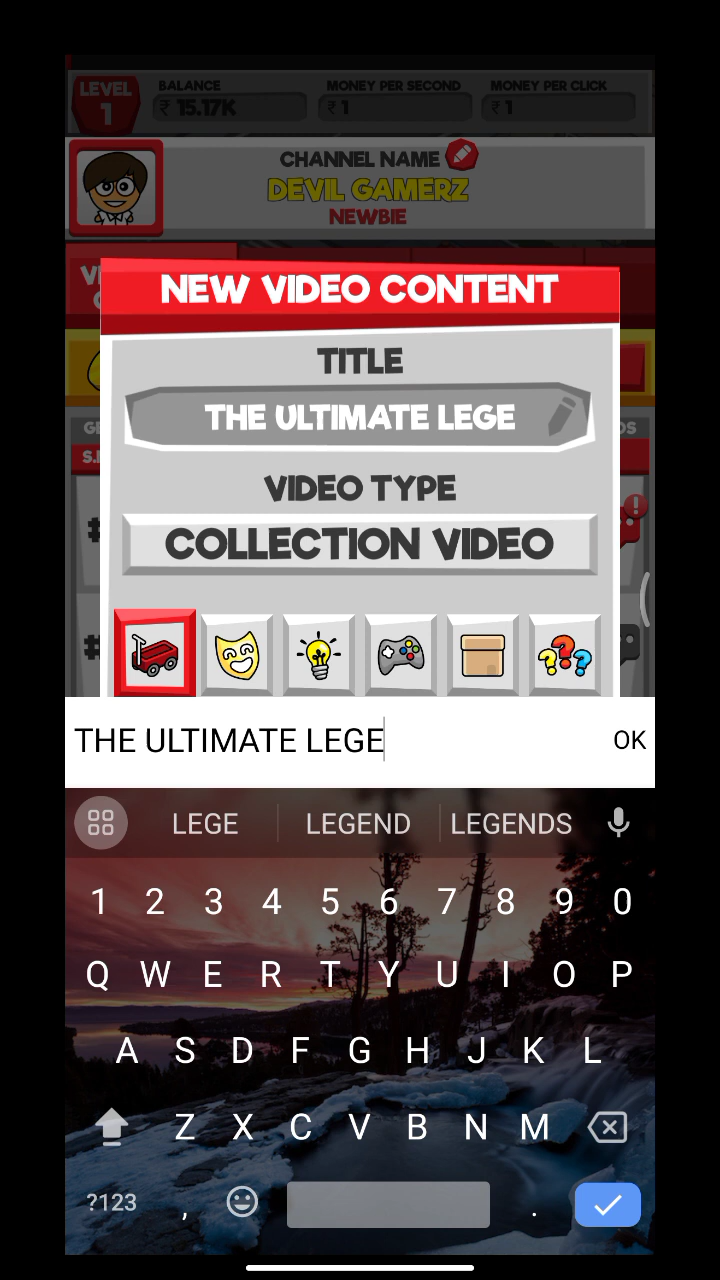 LEVEL
1
BALANCE
₹ 15.17K
MONEY PER SECOND
₹ 1
MONEY PER CLICK
₹ 1
CHANNEL NAME
DEVIL GAMERZ
NEWBIE
NEW VIDEO CONTENT
TITLE
THE ULTIMATE LEGE
VIDEO TYPE
COLLECTION VIDEO
THE ULTIMATE LEGE
OK
LEGE
LEGEND
LEGENDS
1 2 3 4 5 6 7 8 9 0
Q W E R T Y U I O P
A S D F G H J K L
Z X C V B N M
?123 , .